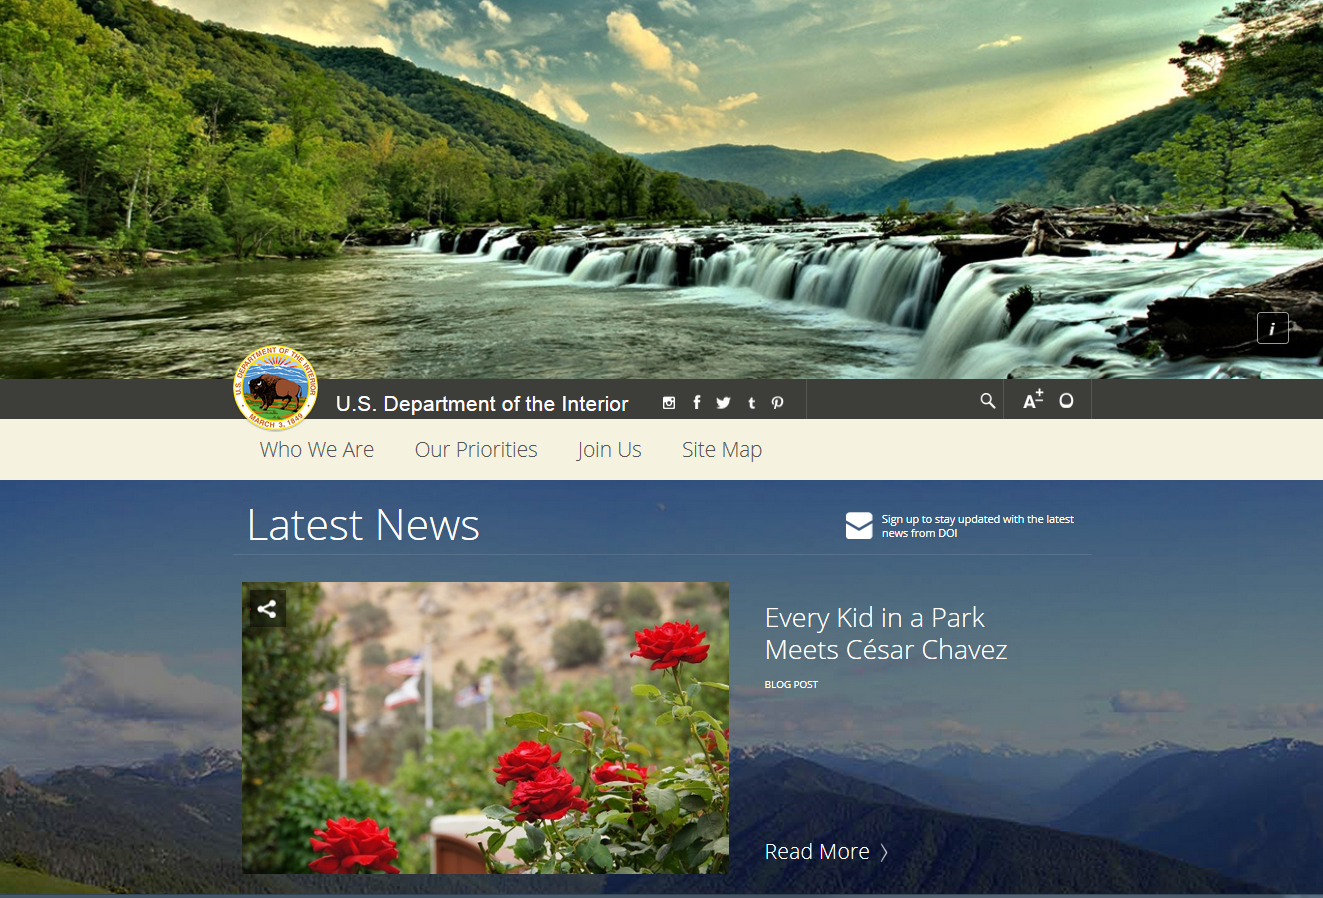 i
U.S. DEPARTMENT OF THE INTERIOR
MARCH 3, 1849
U.S. Department of the Interior
A±
Who We Are
Our Priorities
Join Us
Site Map
Latest News
Sign up to stay updated with the latest
news from DOI
Every Kid in a Park
Meets César Chavez
BLOG POST
Read More